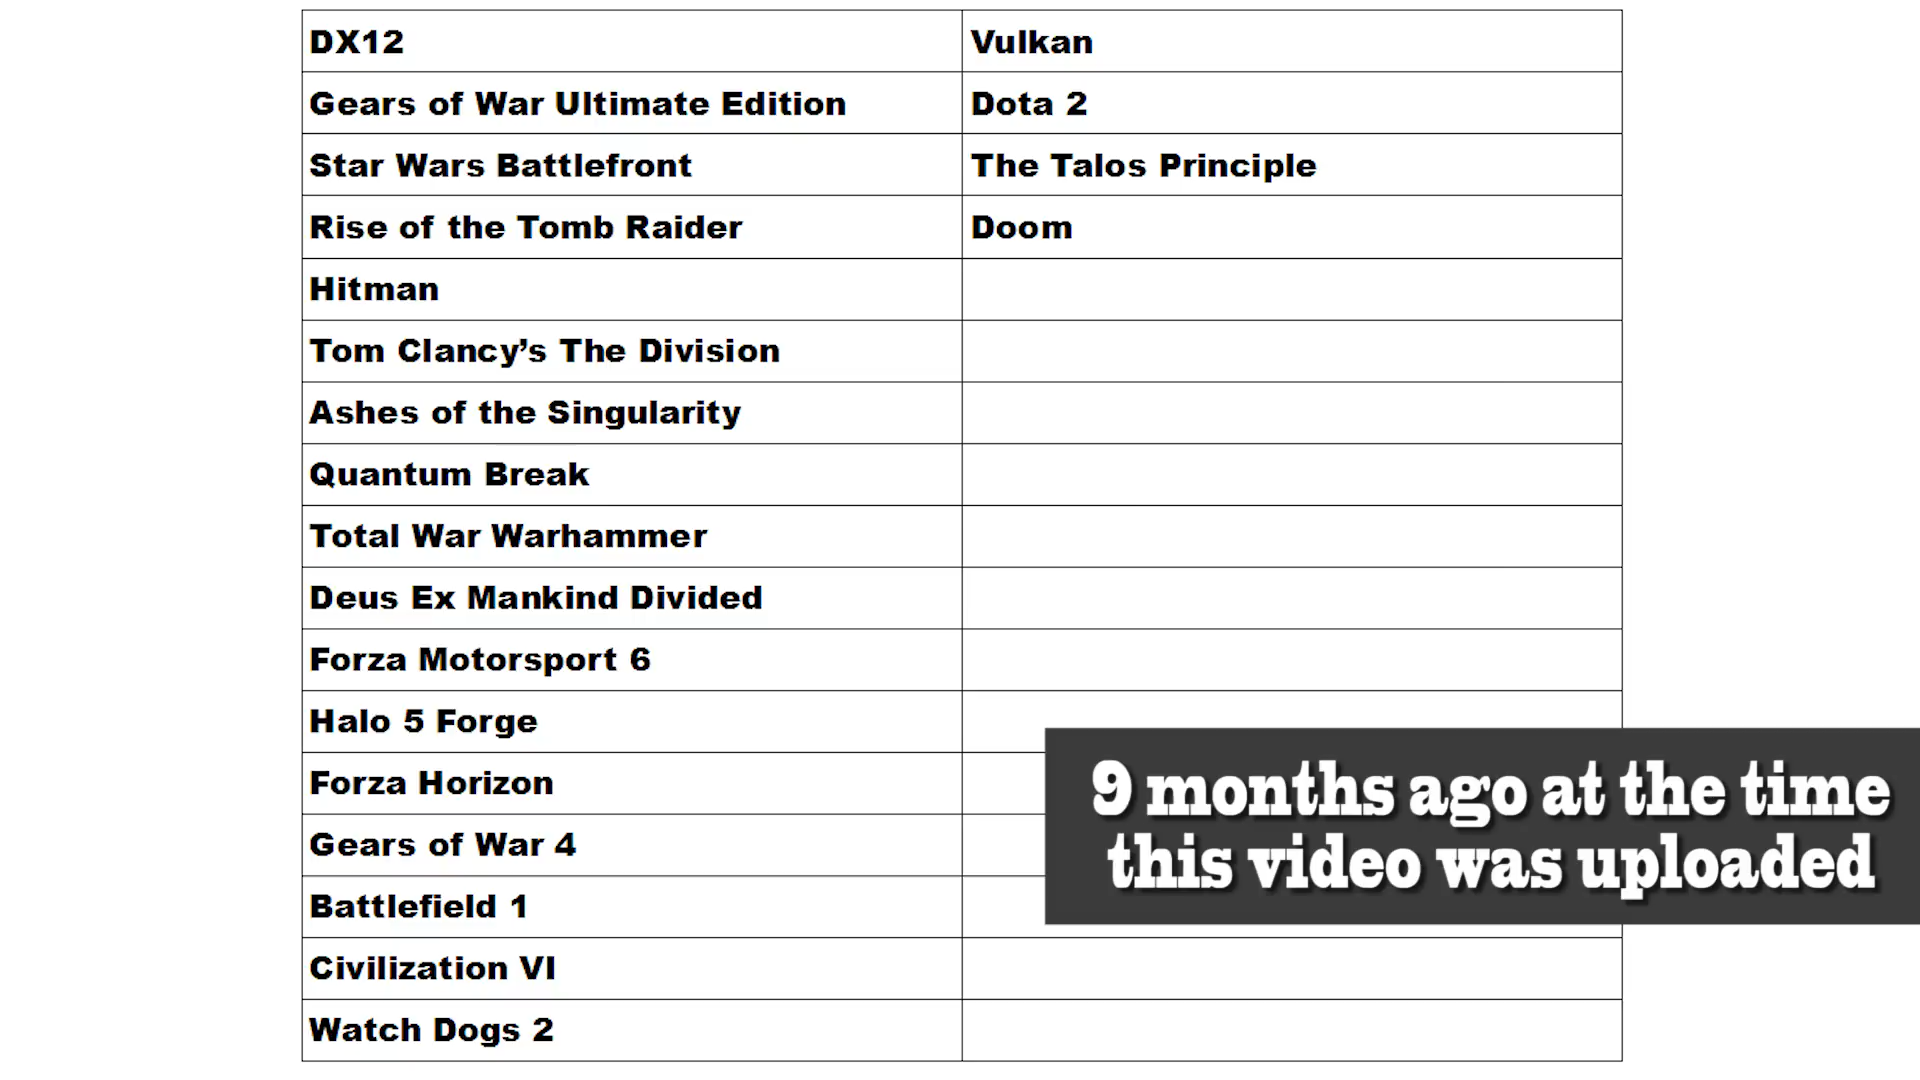 DX12 Vulkan
Gears of War Ultimate Edition Dota 2
Star Wars Battlefront The Talos Principle
Rise of the Tomb Raider Doom
Hitman
Tom Clancy’s The Division
Ashes of the Singularity
Quantum Break
Total War Warhammer
Deus Ex Mankind Divided
Forza Motorsport 6
Halo 5 Forge
Forza Horizon
Gears of War 4
Battlefield 1
Civilization VI
Watch Dogs 2
9 months ago at the time
this video was uploaded